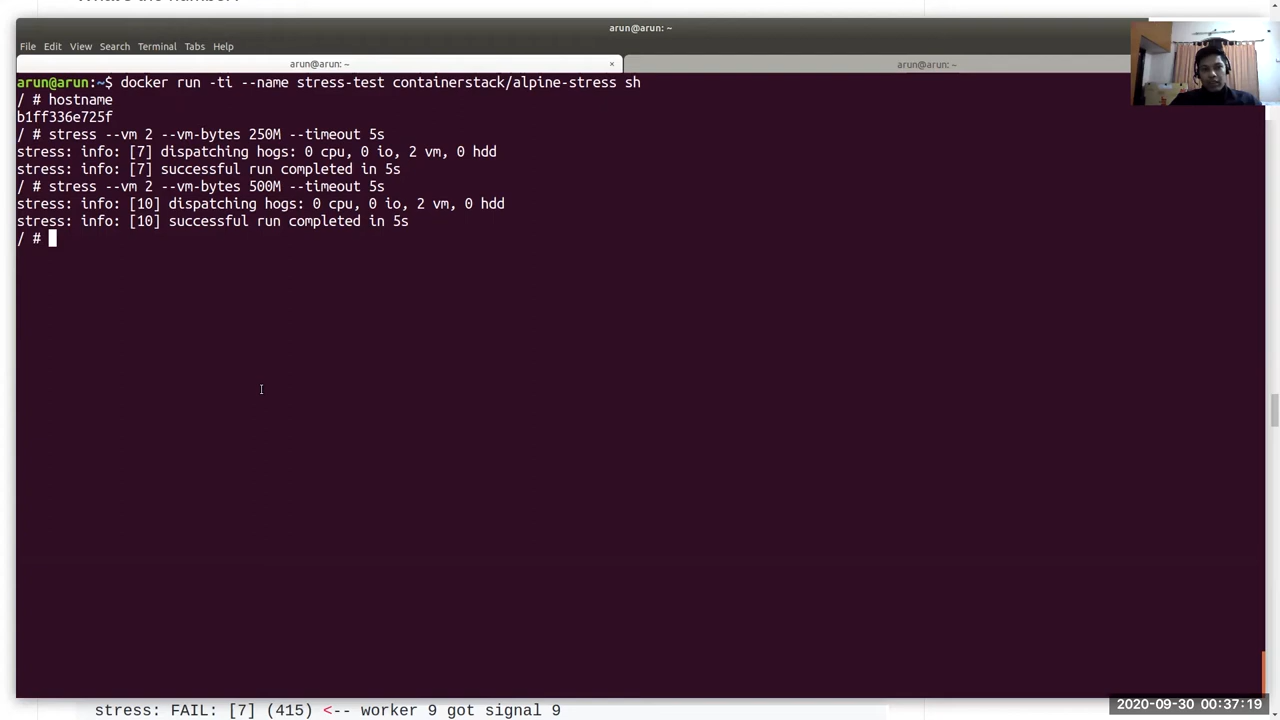 arun@arun: ~
File Edit View Search Terminal Tabs Help
arun@arun: ~ × arun@arun: ~
arun@arun:~$ docker run -ti --name stress-test containerstack/alpine-stress sh
/ # hostname
b1ff336e725f
/ # stress --vm 2 --vm-bytes 250M --timeout 5s
stress: info: [7] dispatching hogs: 0 cpu, 0 io, 2 vm, 0 hdd
stress: info: [7] successful run completed in 5s
/ # stress --vm 2 --vm-bytes 500M --timeout 5s
stress: info: [10] dispatching hogs: 0 cpu, 0 io, 2 vm, 0 hdd
stress: info: [10] successful run completed in 5s
/ #
stress: FAIL: [7] (415) <-- worker 9 got signal 9
2020-09-30 00:37:19